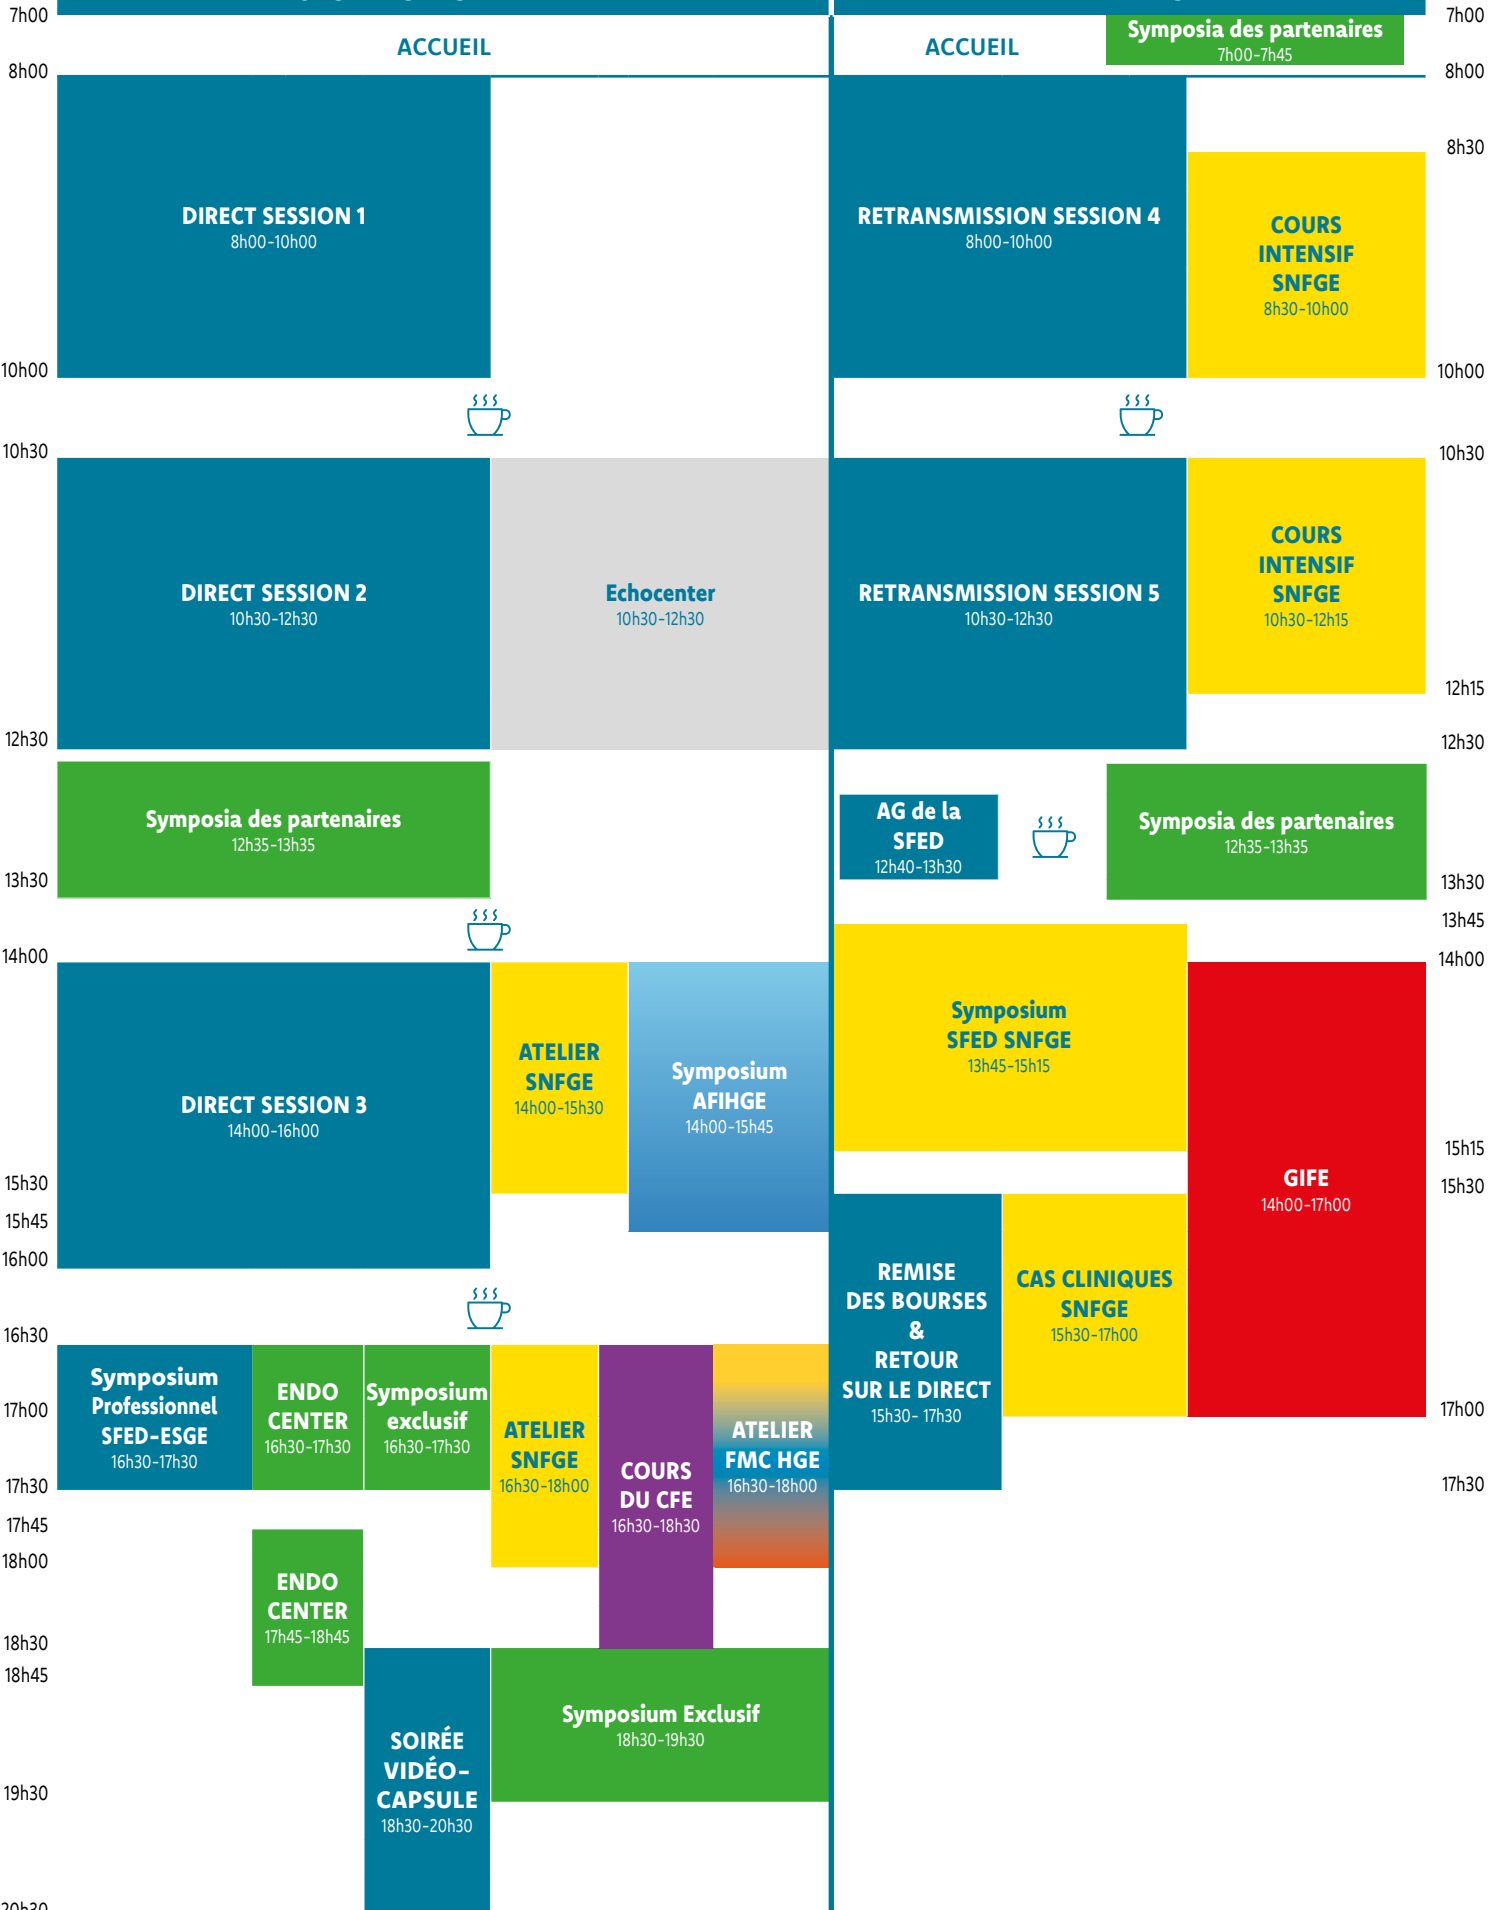 7h00
7h00
ACCUEIL
ACCUEIL
Symposia des partenaires
7h00-7h45
8h00
8h00
8h30
DIRECT SESSION 1
8h00-10h00
RETRANSMISSION SESSION 4
8h00-10h00
COURS
INTENSIF
SNFGE
8h30-10h00
10h00
10h00
10h30
10h30
DIRECT SESSION 2
10h30-12h30
Echocenter
10h30-12h30
RETRANSMISSION SESSION 5
10h30-12h30
COURS
INTENSIF
SNFGE
10h30-12h15
12h15
12h30
12h30
Symposia des partenaires
12h35-13h35
AG de la
SFED
12h40-13h30
Symposia des partenaires
12h35-13h35
13h30
13h30
13h45
14h00
14h00
DIRECT SESSION 3
14h00-16h00
ATELIER
SNFGE
14h00-15h30
Symposium
AFIHGE
14h00-15h45
Symposium
SFED SNFGE
13h45-15h15
GIFE
14h00-17h00
15h15
15h30
15h30
15h45
16h00
REMISE
DES BOURSES
&
RETOUR
SUR LE DIRECT
15h30- 17h30
CAS CLINIQUES
SNFGE
15h30-17h00
16h30
Symposium
Professionnel
SFED-ESGE
16h30-17h30
ENDO
CENTER
16h30-17h30
Symposium
exclusif
16h30-17h30
ATELIER
SNFGE
16h30-18h00
COURS
DU CFE
16h30-18h30
ATELIER
FMC HGE
16h30-18h00
17h00
17h00
17h30
17h30
17h45
18h00
ENDO
CENTER
17h45-18h45
18h30
18h45
SOIRÉE
VIDÉO-
CAPSULE
18h30-20h30
Symposium Exclusif
18h30-19h30
19h30
20h30